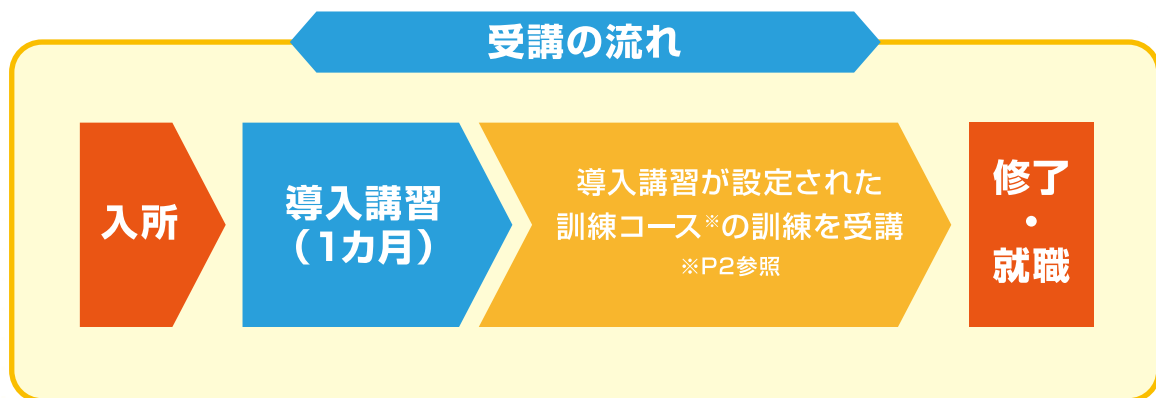 受講の流れ
入所
導入講習
（1カ月）
導入講習が設定された
訓練コース※の訓練を受講
※P2参照
修了
・
就職